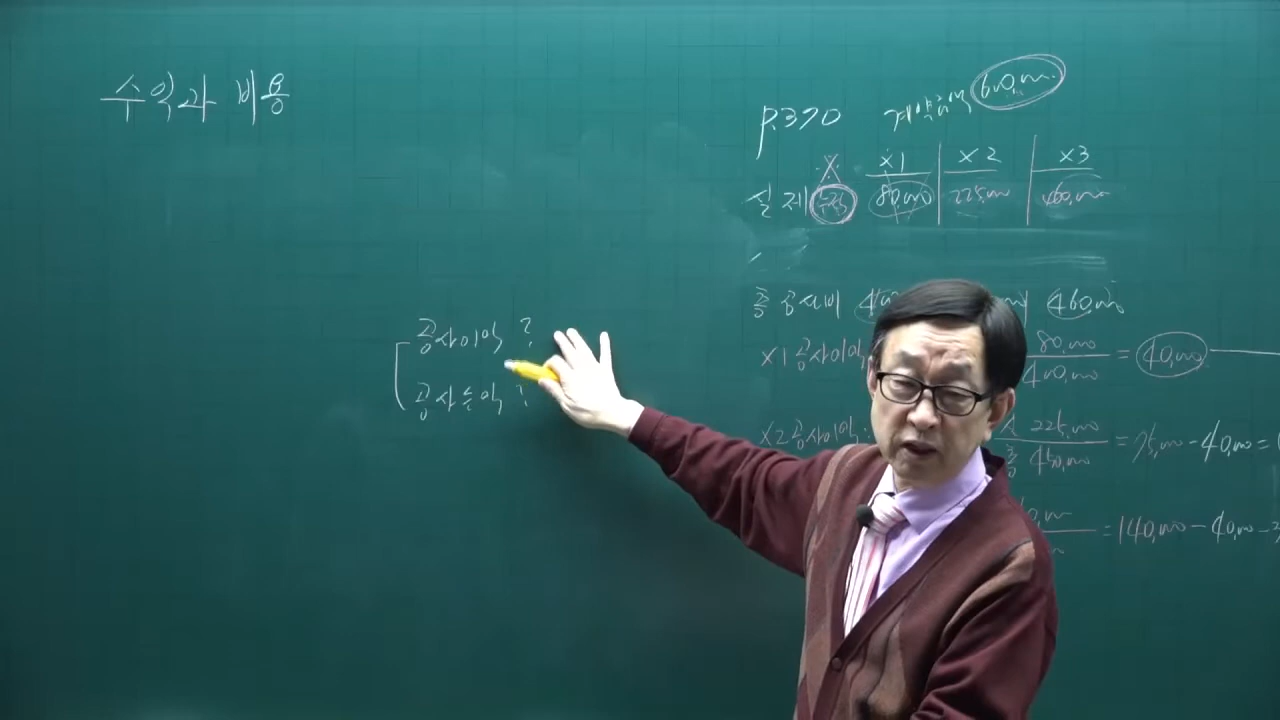 수익과 비용
P.370 계약금액 600,000
X1 X2 X3
실제 누적 80,000 225,000 460,000
총공사비 460,000
X1 공사이익 80,000 / 400,000 = 40,000
X2 공사이익 225,000 / 450,000 = 75,000 - 40,000 =
= 140,000 - 40,000 -
공사이익 ?
공사수익 ?